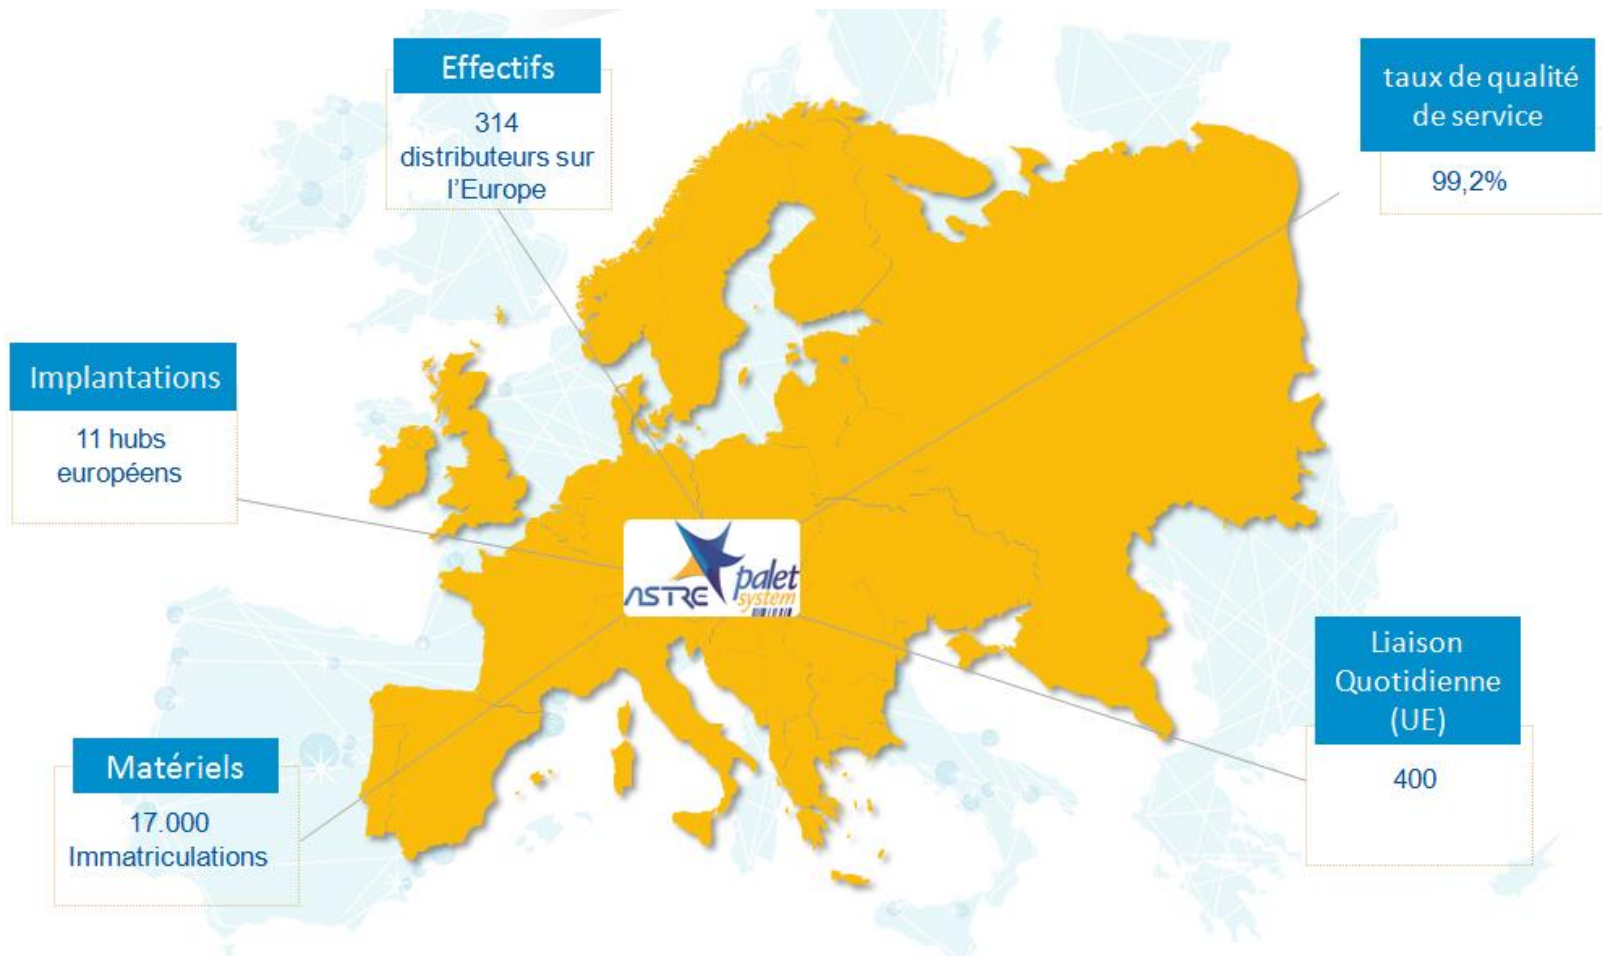 Effectifs
314
distributeurs sur
l'Europe
taux de qualité
de service
99,2%
Implantations
11 hubs
européens
ASTRE
palet
system
Matériels
17.000
Immatriculations
Liaison
Quotidienne
(UE)
400